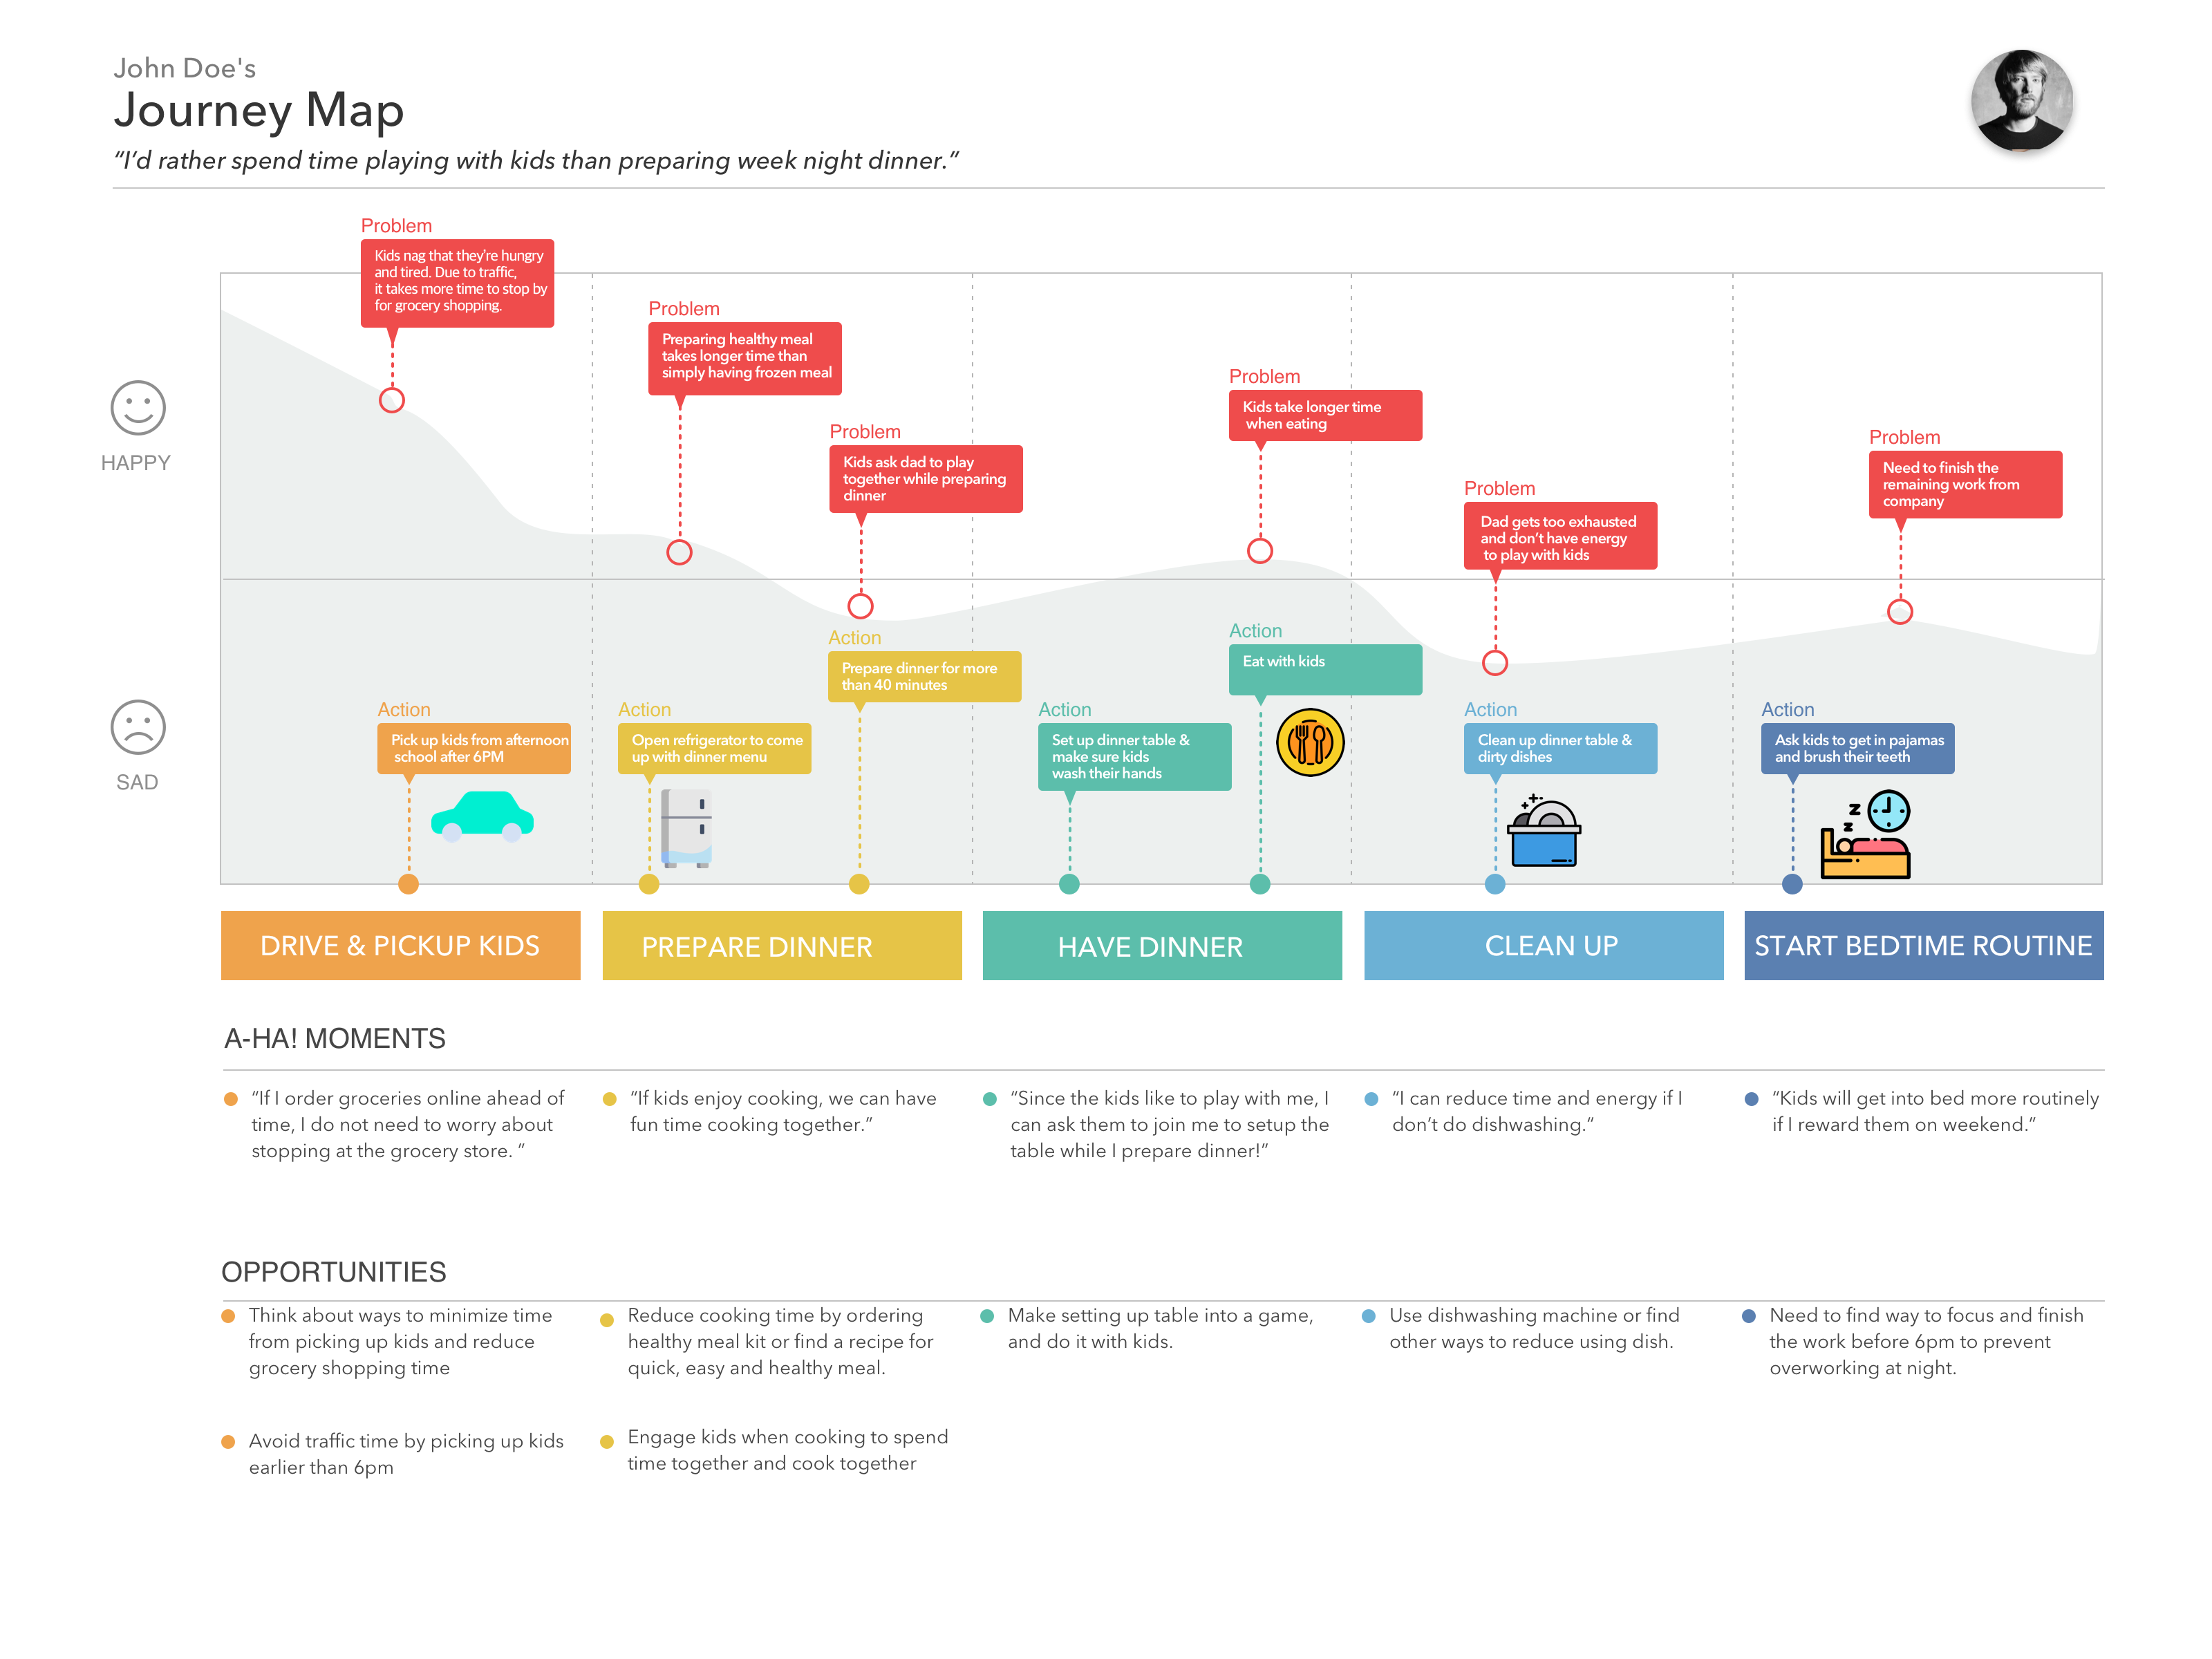 John Doe's
Journey Map
“I’d rather spend time playing with kids than preparing week night dinner.”
Problem
Kids nag that they’re hungry
and tired. Due to traffic,
it takes more time to stop by
for grocery shopping.
Problem
Preparing healthy meal
takes longer time than
simply having frozen meal
Problem
Kids ask dad to play
together while preparing
dinner
Problem
Kids take longer time
when eating
Problem
Dad gets too exhausted
and don’t have energy
to play with kids
Problem
Need to finish the
remaining work from
company
HAPPY
SAD
Action
Pick up kids from afternoon
school after 6PM
Action
Open refrigerator to come
up with dinner menu
Action
Prepare dinner for more
than 40 minutes
Action
Set up dinner table &
make sure kids
wash their hands
Action
Eat with kids
Action
Clean up dinner table &
dirty dishes
Action
Ask kids to get in pajamas
and brush their teeth
z
z
DRIVE & PICKUP KIDS
PREPARE DINNER
HAVE DINNER
CLEAN UP
START BEDTIME ROUTINE
A-HA! MOMENTS
“If I order groceries online ahead of
time, I do not need to worry about
stopping at the grocery store. ”
“If kids enjoy cooking, we can have
fun time cooking together.”
“Since the kids like to play with me, I
can ask them to join me to setup the
table while I prepare dinner!”
“I can reduce time and energy if I
don’t do dishwashing.“
“Kids will get into bed more routinely
if I reward them on weekend.”
OPPORTUNITIES
Think about ways to minimize time
from picking up kids and reduce
grocery shopping time
Avoid traffic time by picking up kids
earlier than 6pm
Reduce cooking time by ordering
healthy meal kit or find a recipe for
quick, easy and healthy meal.
Engage kids when cooking to spend
time together and cook together
Make setting up table into a game,
and do it with kids.
Use dishwashing machine or find
other ways to reduce using dish.
Need to find way to focus and finish
the work before 6pm to prevent
overworking at night.